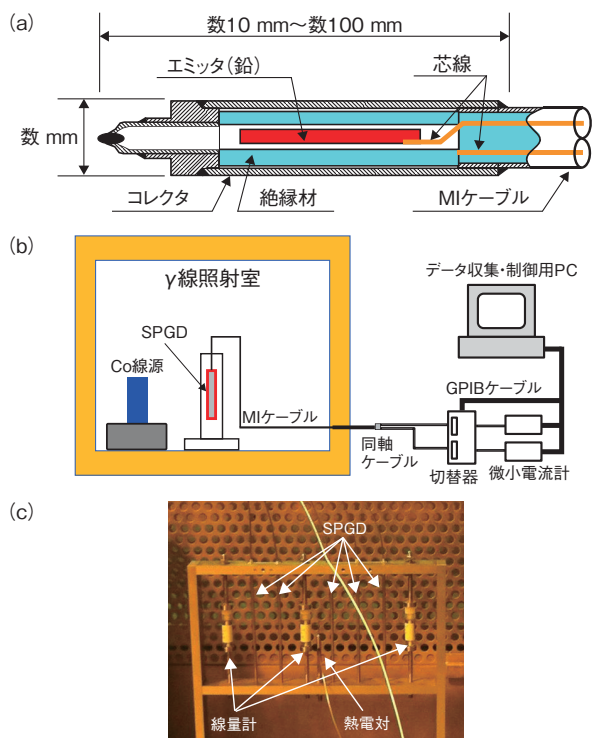 (a)
数10 mm～数100 mm
エミッタ（鉛）
芯線
数 mm
コレクタ
絶縁材
MIケーブル
(b)
γ線照射室
データ収集・制御用PC
SPGD
Co線源
GPIBケーブル
MIケーブル
同軸
ケーブル
切替器
微小電流計
(c)
SPGD
線量計
熱電対